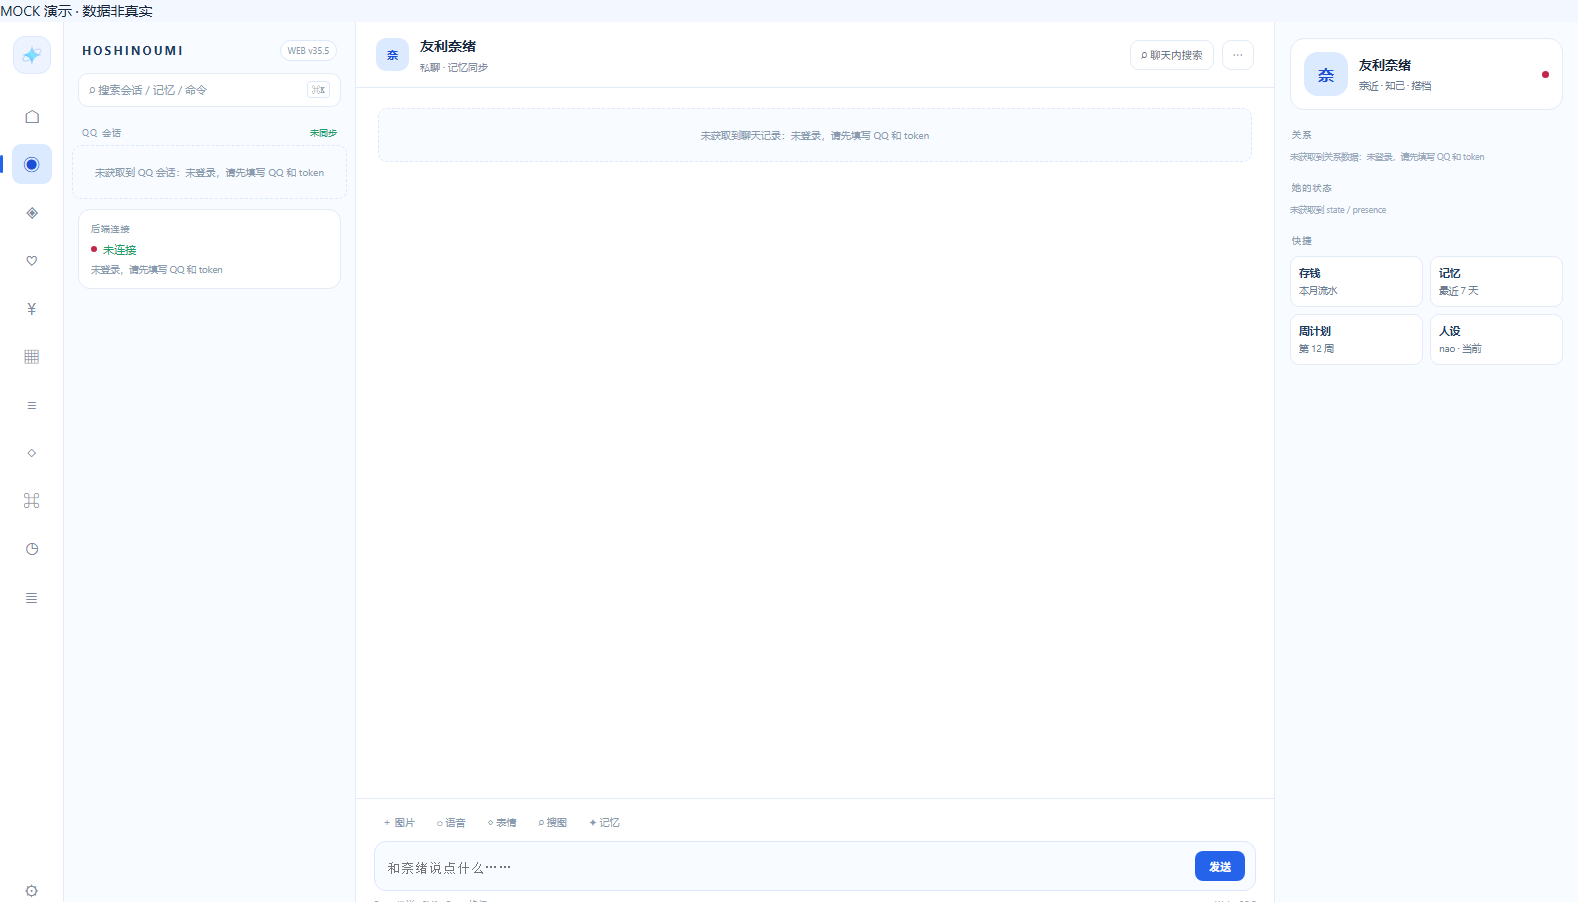 MOCK 演示 · 数据非真实
HOSHINOUMI
WEB v35.5
搜索会话 / 记忆 / 命令
⌘K
QQ 会话
未同步
未获取到 QQ 会话：未登录，请先填写 QQ 和 token
后端连接
未连接
未登录，请先填写 QQ 和 token
奈
友利奈绪
私聊 · 记忆同步
聊天内搜索
···
未获取到聊天记录：未登录，请先填写 QQ 和 token
+ 图片
语音
表情
搜图
记忆
和奈绪说点什么……
发送
奈
友利奈绪
亲近 · 知己 · 搭档
关系
未获取到关系数据：未登录，请先填写 QQ 和 token
她的状态
未获取到 state / presence
快捷
存钱
本月流水
记忆
最近 7 天
周计划
第 12 周
人设
nao · 当前